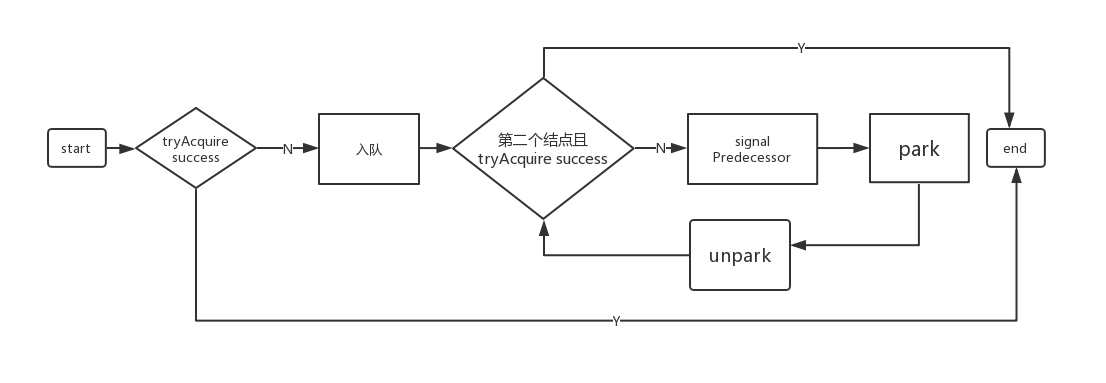 Y
start
tryAcquire
success
N
入队
第二个结点且
tryAcquire success
N
signal
Predecessor
park
end
unpark
Y